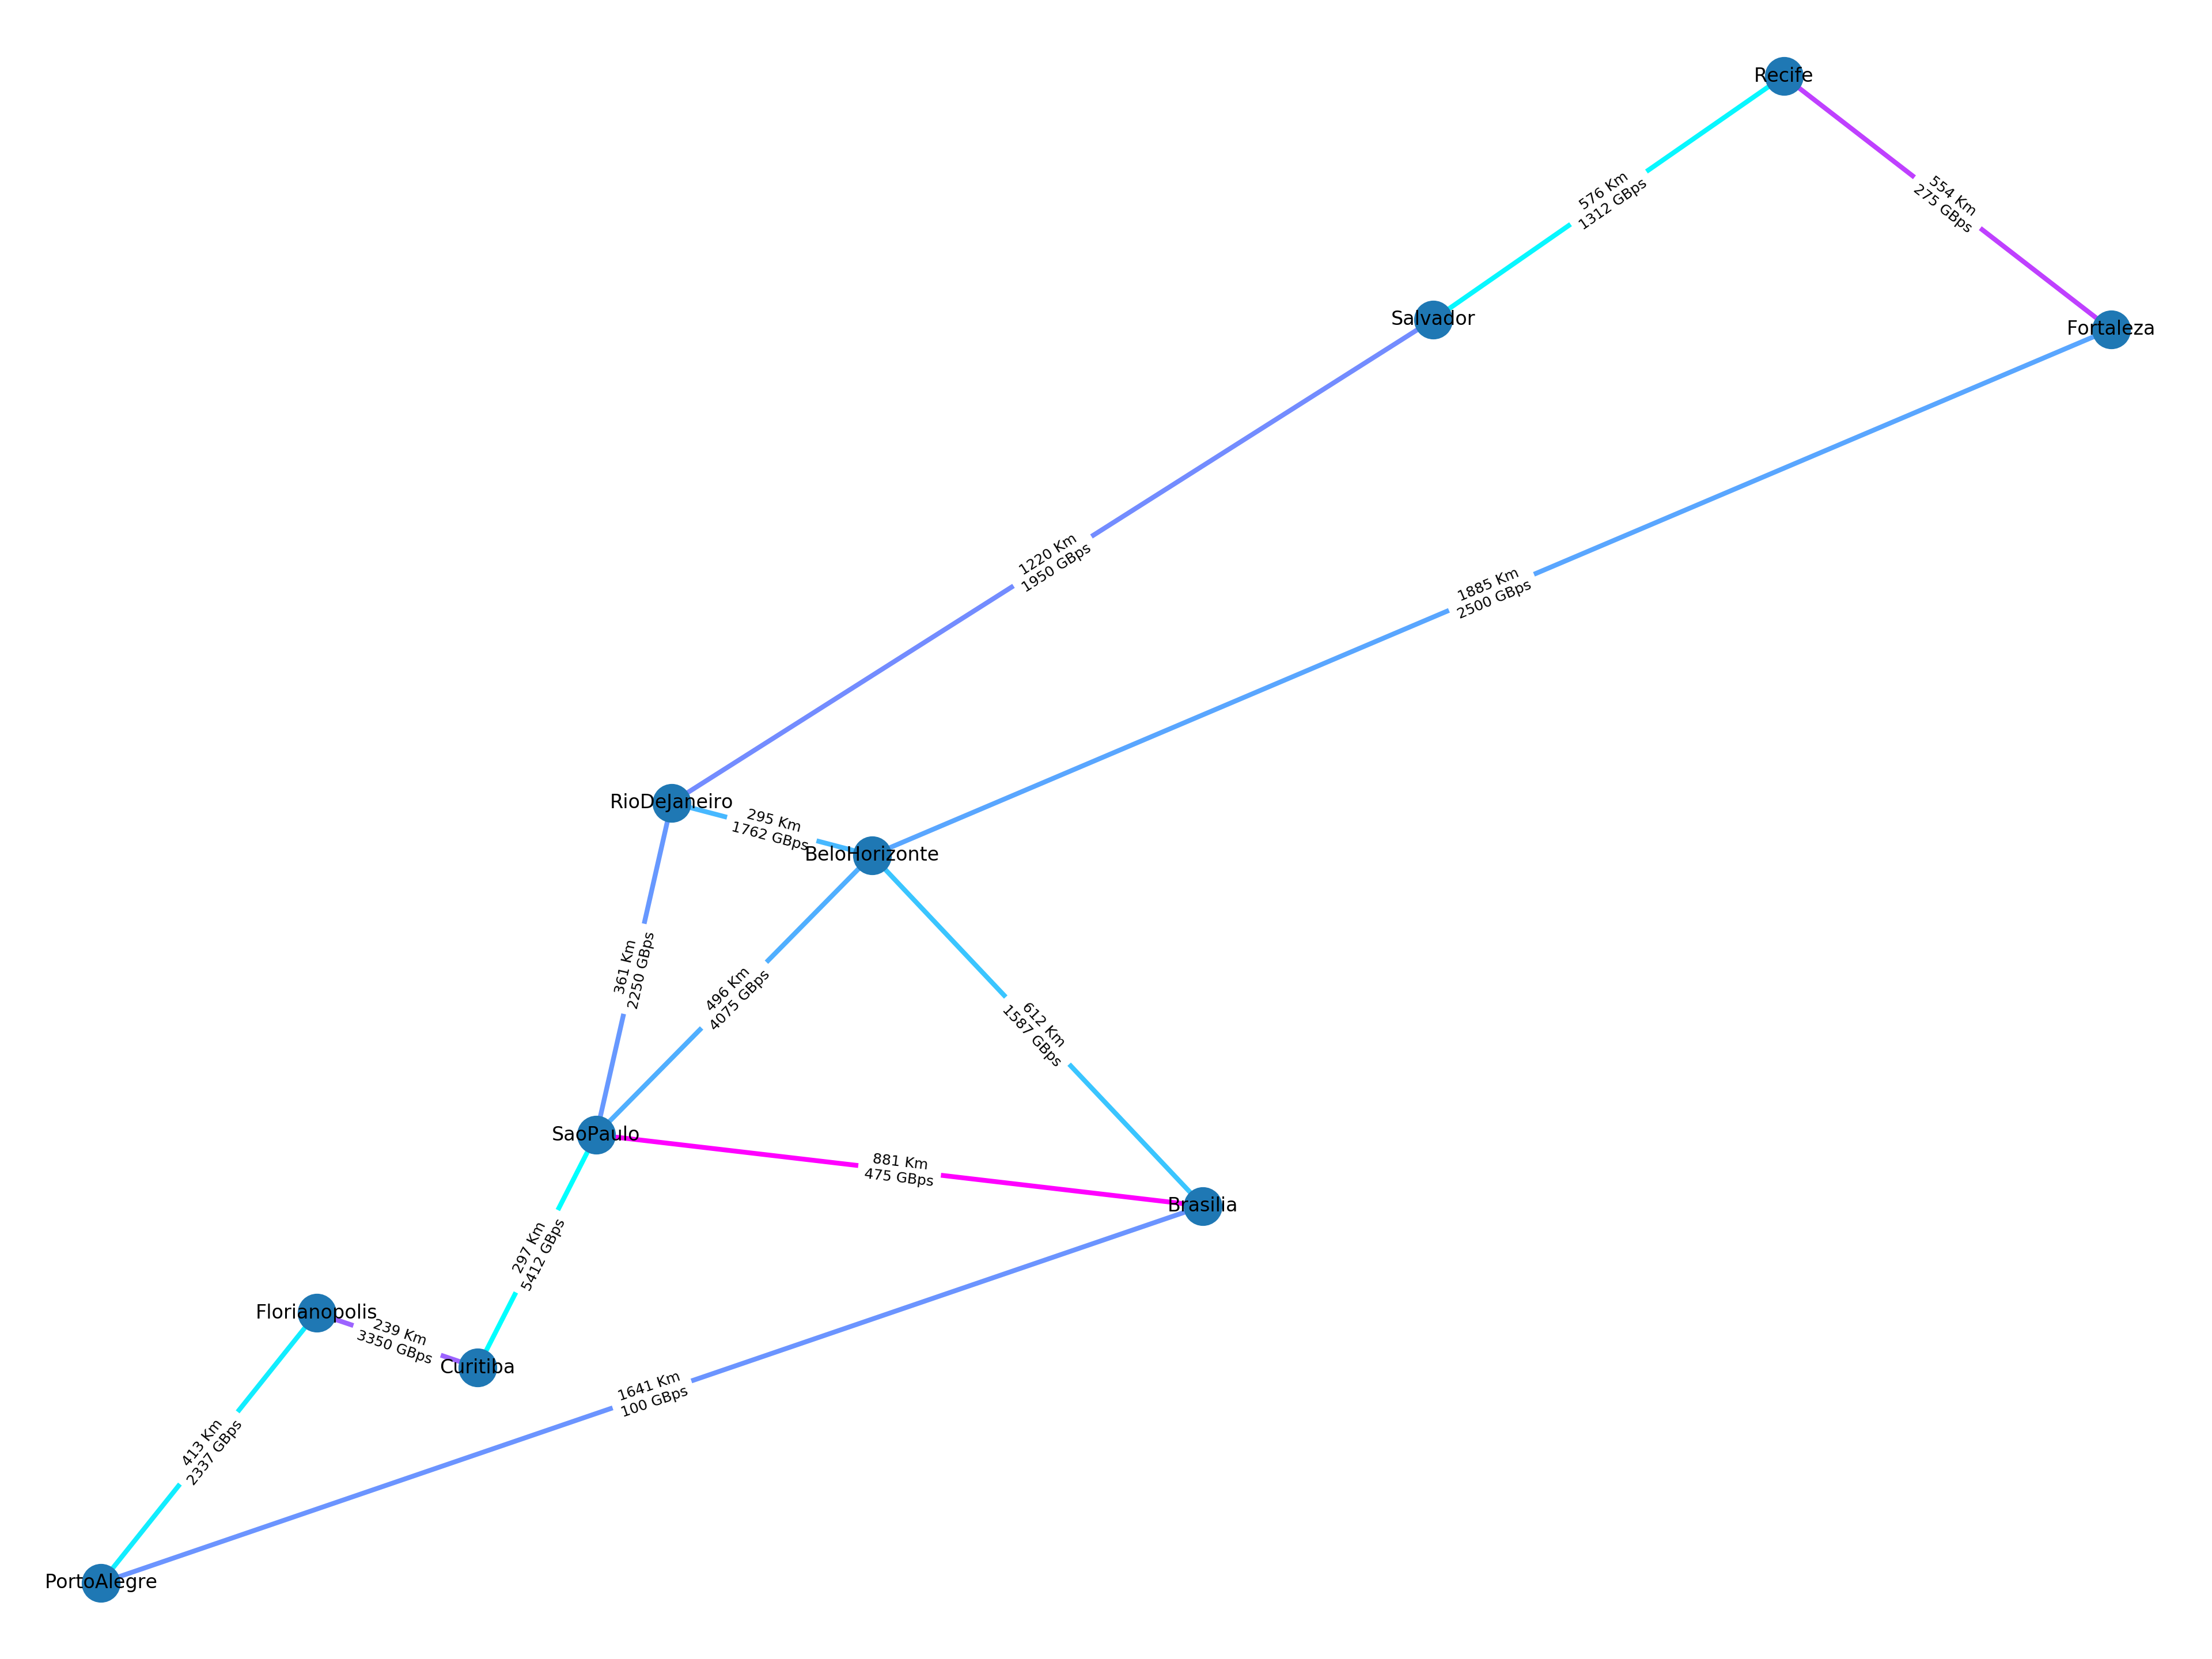 Recife
576 Km
1312 GBps
554 Km
275 GBps
Salvador
Fortaleza
1220 Km
1950 GBps
1885 Km
2500 GBps
RioDeJaneiro
295 Km
1762 GBps
BeloHorizonte
361 Km
2250 GBps
496 Km
4075 GBps
612 Km
1587 GBps
SaoPaulo
881 Km
475 GBps
Brasilia
297 Km
5412 GBps
Florianopolis
239 Km
3350 GBps
Curitiba
1641 Km
100 GBps
413 Km
2337 GBps
PortoAlegre